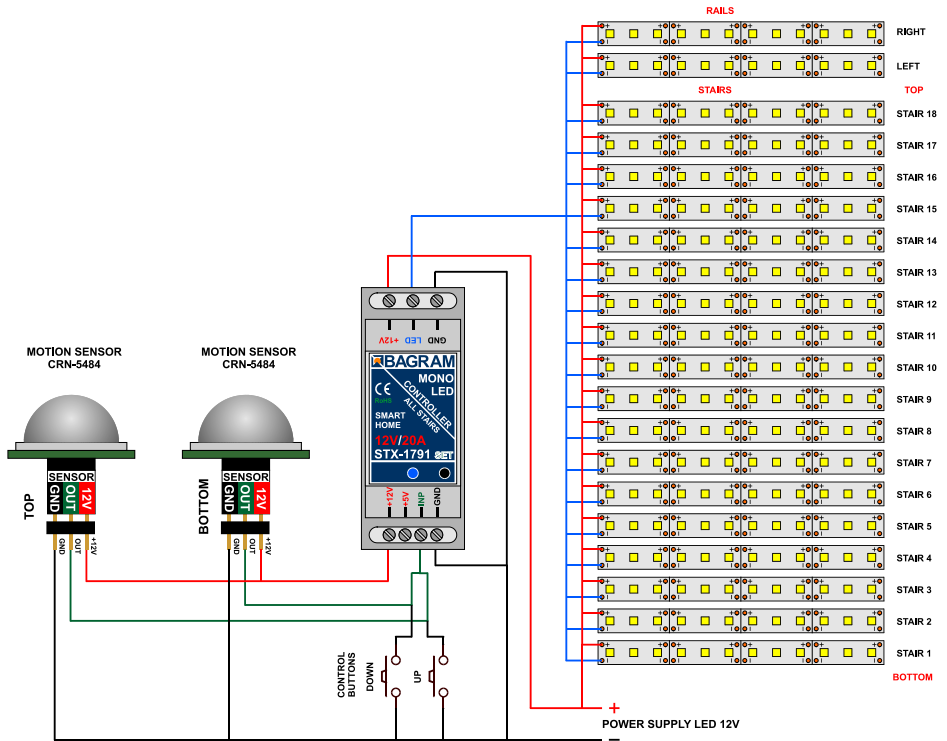 RAILS
RIGHT
LEFT
STAIRS
TOP
STAIR 18
STAIR 17
STAIR 16
STAIR 15
STAIR 14
STAIR 13
STAIR 12
STAIR 11
STAIR 10
STAIR 9
STAIR 8
STAIR 7
STAIR 6
STAIR 5
STAIR 4
STAIR 3
STAIR 2
STAIR 1
BOTTOM
MOTION SENSOR
CRN-5484
MOTION SENSOR
CRN-5484
SENSOR
GND OUT 12V
TOP
GND OUT +12V
SENSOR
GND OUT 12V
BOTTOM
GND OUT +12V
+12V LED GND
BAGRAM
MONO
LED
CE
RoHS
CONTROLLER
ALL STAIRS
SMART
HOME
12V/20A
STX-1791 SET
+12V +5V INP GND
CONTROL
BUTTONS
DOWN
UP
+
POWER SUPPLY LED 12V
−